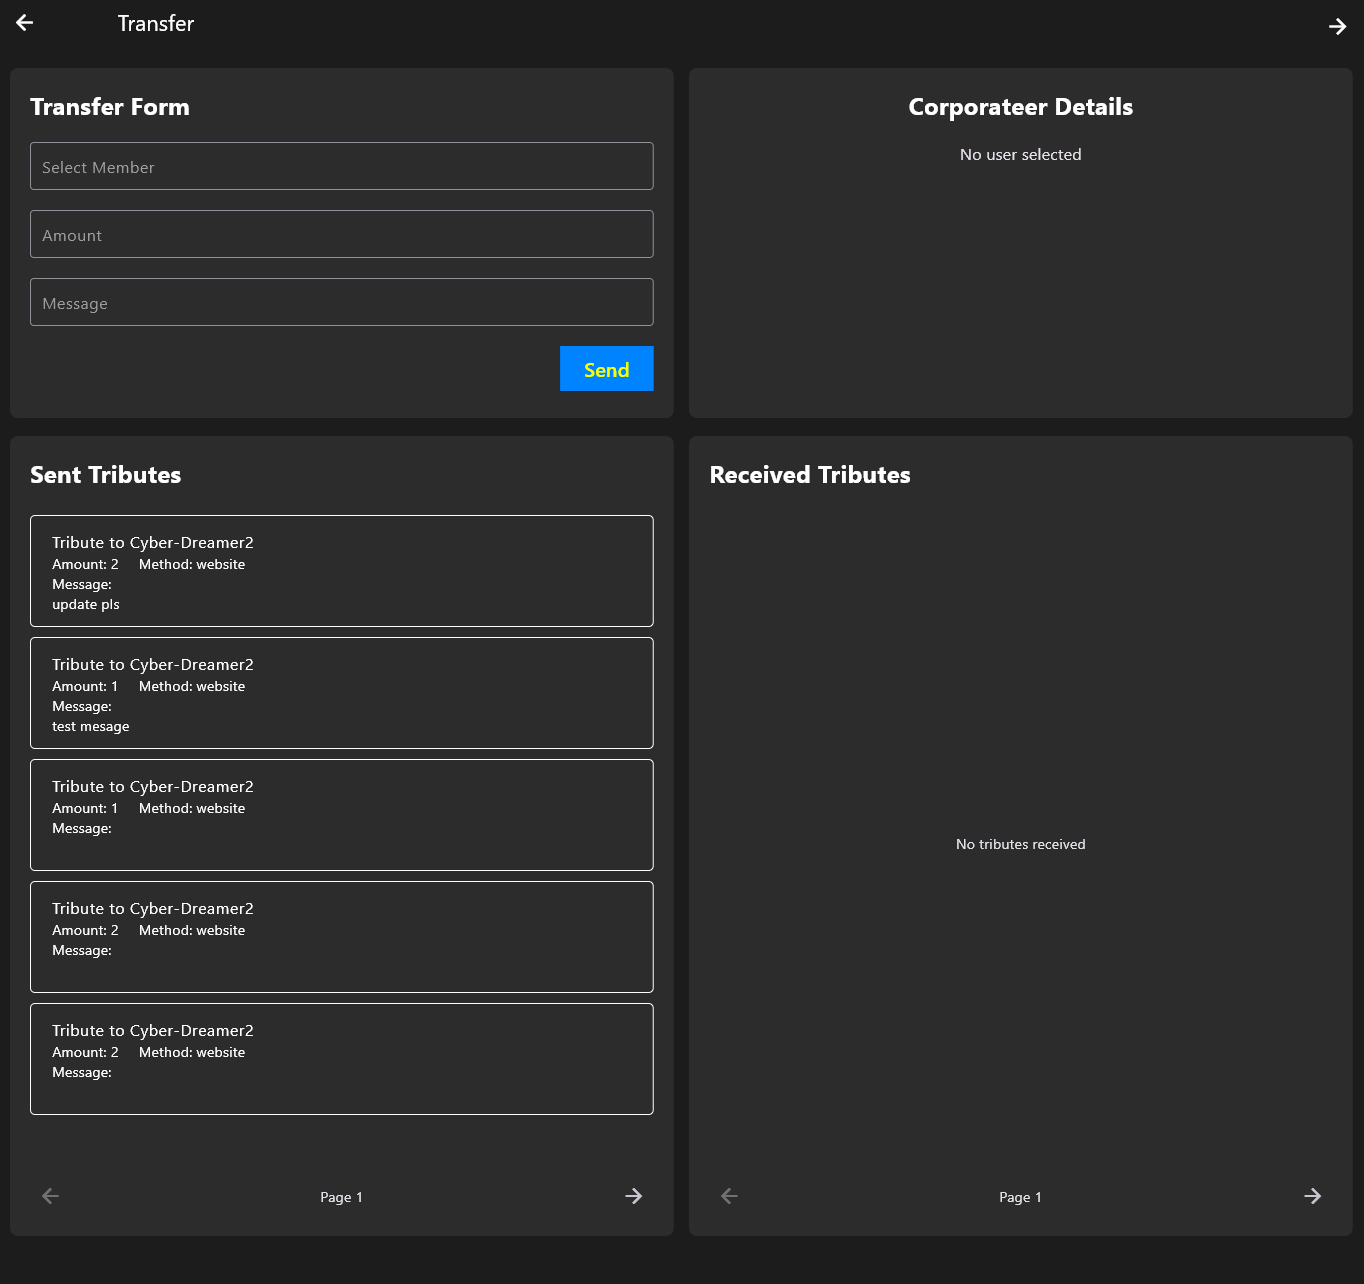 Transfer
Transfer Form
Select Member
Amount
Message
Send
Corporateer Details
No user selected
Sent Tributes
Tribute to Cyber-Dreamer2
Amount: 2 Method: website
Message:
update pls
Tribute to Cyber-Dreamer2
Amount: 1 Method: website
Message:
test mesage
Tribute to Cyber-Dreamer2
Amount: 1 Method: website
Message:
Tribute to Cyber-Dreamer2
Amount: 2 Method: website
Message:
Tribute to Cyber-Dreamer2
Amount: 2 Method: website
Message:
Page 1
Received Tributes
No tributes received
Page 1